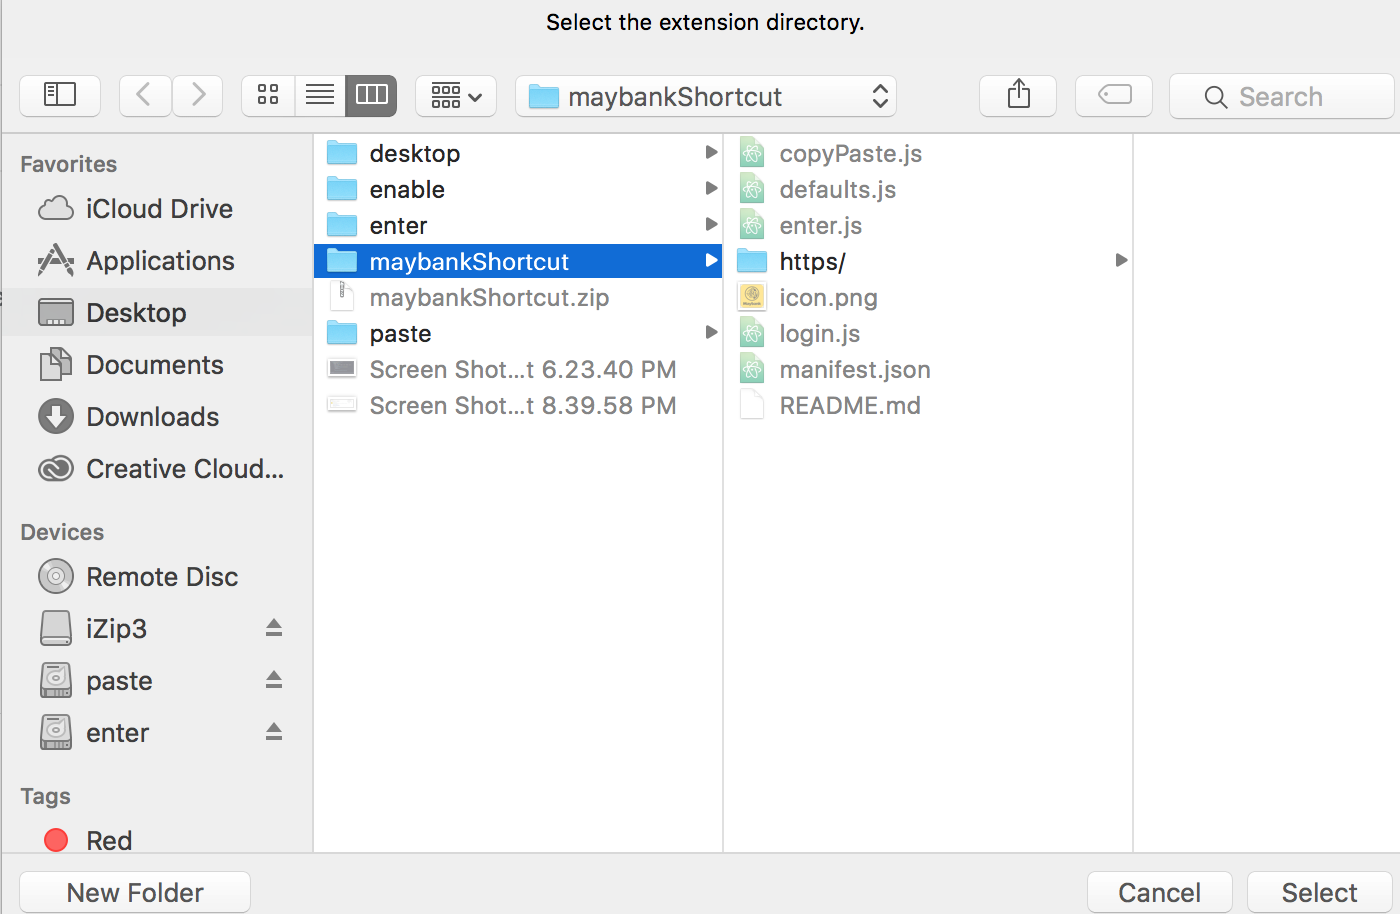 Select the extension directory.
maybankShortcut
Search
Favorites
iCloud Drive
Applications
Desktop
Documents
Downloads
Creative Cloud...
Devices
Remote Disc
iZip3
paste
enter
Tags
Red
desktop
enable
enter
maybankShortcut
maybankShortcut.zip
paste
Screen Shot...t 6.23.40 PM
Screen Shot...t 8.39.58 PM
copyPaste.js
defaults.js
enter.js
https/
icon.png
login.js
manifest.json
README.md
New Folder
Cancel
Select